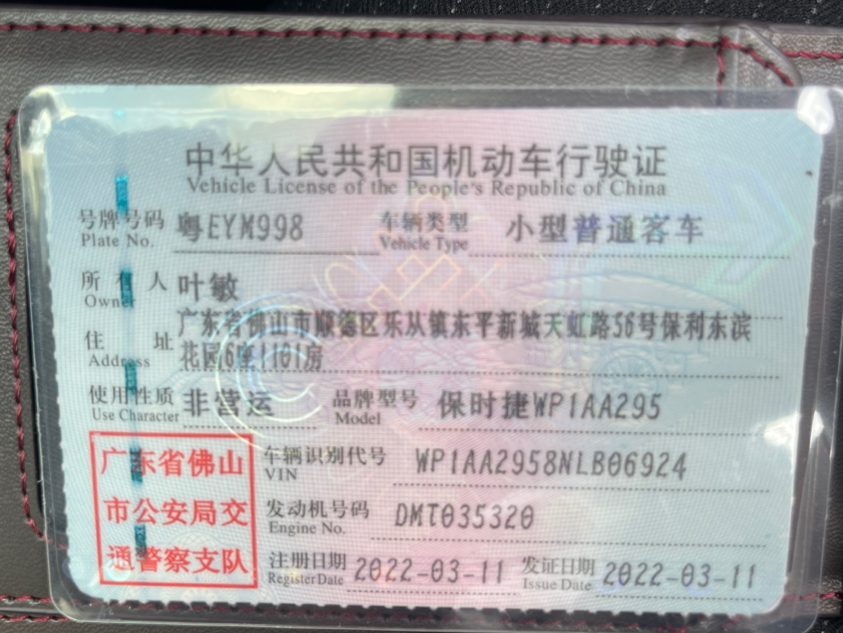 中华人民共和国机动车行驶证
Vehicle License of the People's Republic of China
号牌号码 粤EYM998 车辆类型 小型普通客车
Plate No. Vehicle Type
所有人 叶敏
Owner
住址 广东省佛山市顺德区乐从镇东平新城天虹路56号保利东滨
Address 花园6座1101房
使用性质 非营运 品牌型号 保时捷WP1AA295
Use Character Model
广东省佛山 车辆识别代号 WP1AA2958NLB06924
VIN
市公安局交 发动机号码 DMT035320
Engine No.
通警察支队 注册日期 2022-03-11 发证日期 2022-03-11
Register Date Issue Date